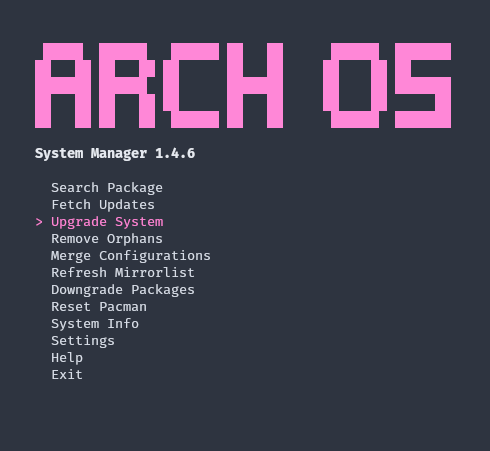 ARCH OS
System Manager 1.4.6
Search Package
Fetch Updates
> Upgrade System
Remove Orphans
Merge Configurations
Refresh Mirrorlist
Downgrade Packages
Reset Pacman
System Info
Settings
Help
Exit